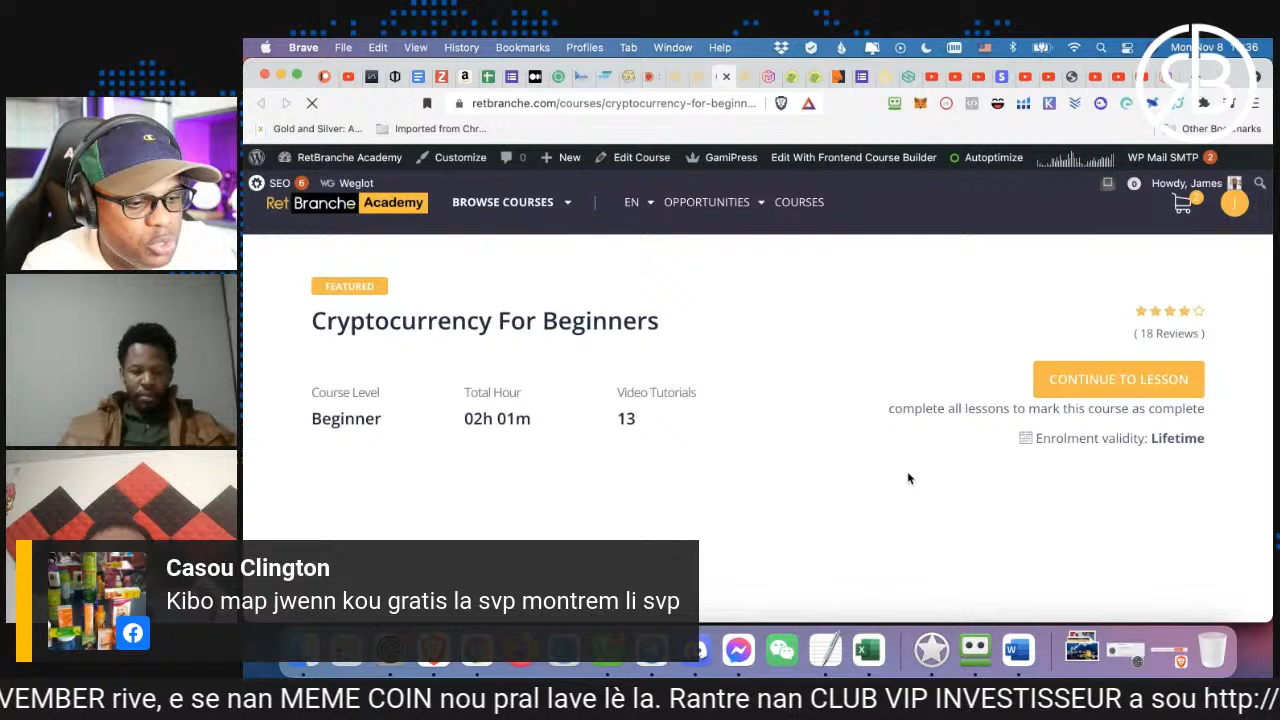 Brave File Edit View History Bookmarks Profiles Tab Window Help
Mon Nov 8
retbranche.com/courses/cryptocurrency-for-beginn...
Gold and Silver: A... Imported from Chr... Other Bookmarks
RetBranche Academy Customize 0 New Edit Course GamiPress Edit With Frontend Course Builder Autoptimize WP Mail SMTP 2
SEO 6 WG Weglot 0 Howdy, James
Ret Branche Academy BROWSE COURSES EN OPPORTUNITIES COURSES 2 J
FEATURED
Cryptocurrency For Beginners
( 18 Reviews )
Course Level Total Hour Video Tutorials
Beginner 02h 01m 13
CONTINUE TO LESSON
complete all lessons to mark this course as complete
Enrolment validity: Lifetime
Casou Clington
Kibo map jwenn kou gratis la svp montrem li svp
VEMBER rive, e se nan MEME COIN nou pral lave lè la. Rantre nan CLUB VIP INVESTISSEUR a sou http://